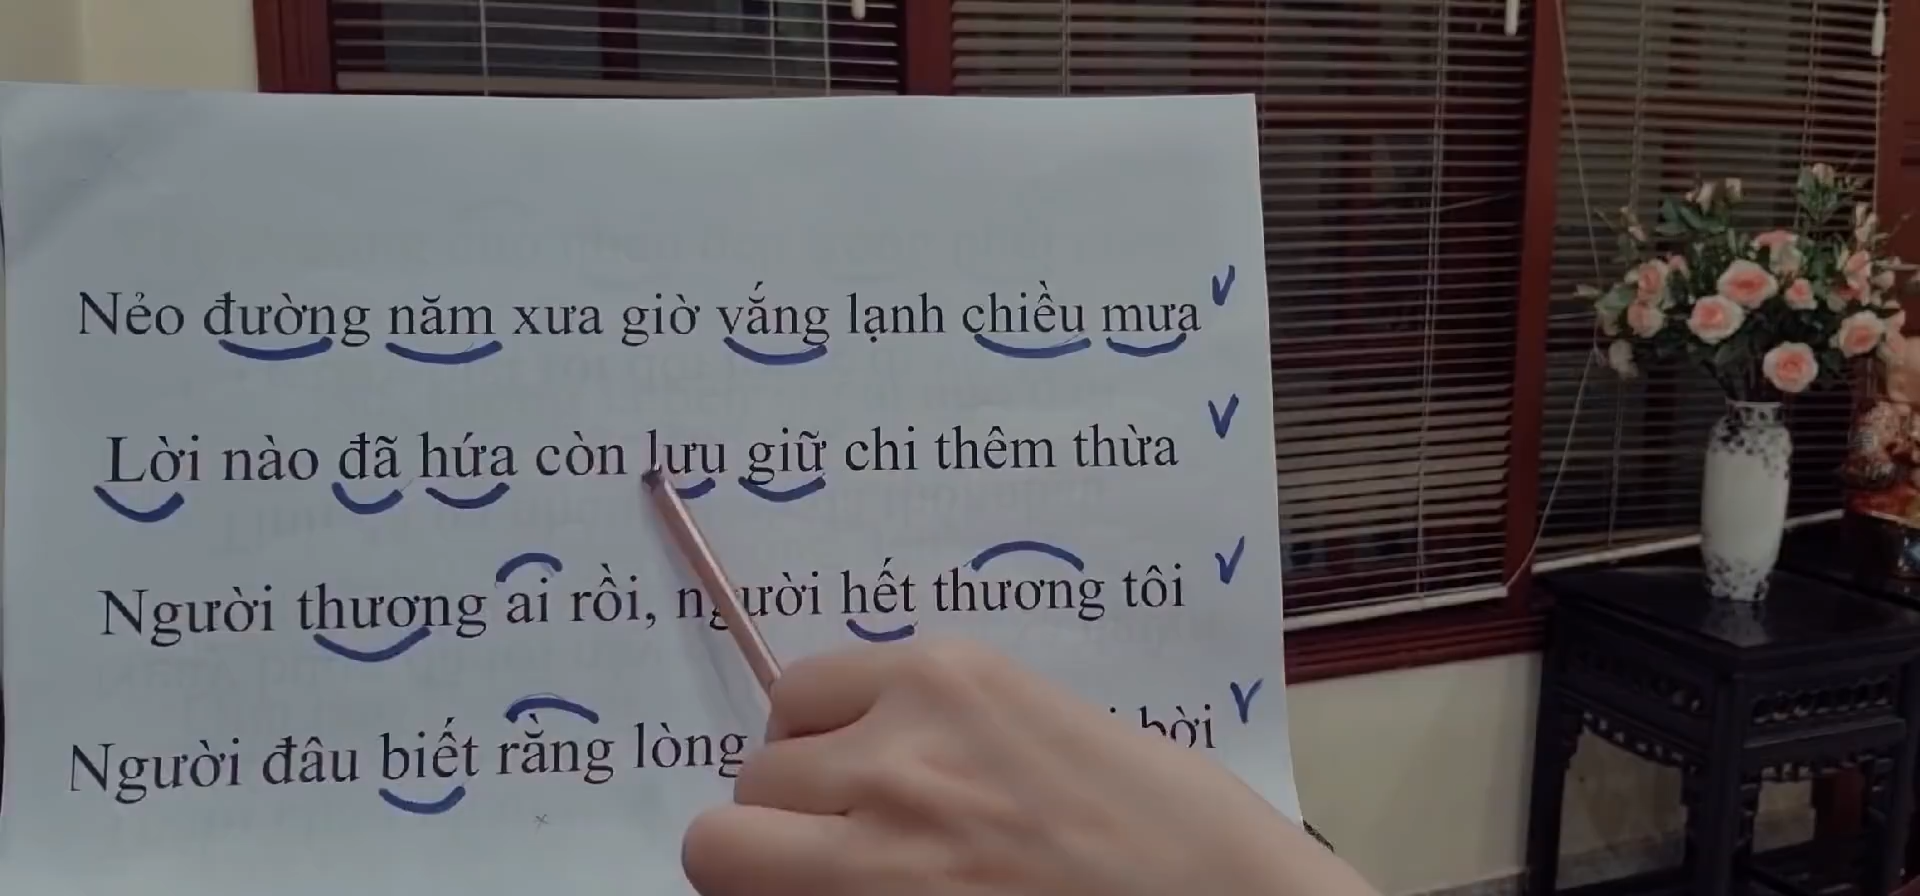 Nẻo đường năm xưa giờ vắng lạnh chiều mưa
Lời nào đã hứa còn lưu giữ chi thêm thừa
Người thương ai rồi, người hết thương tôi
Người đâu biết rằng lòng